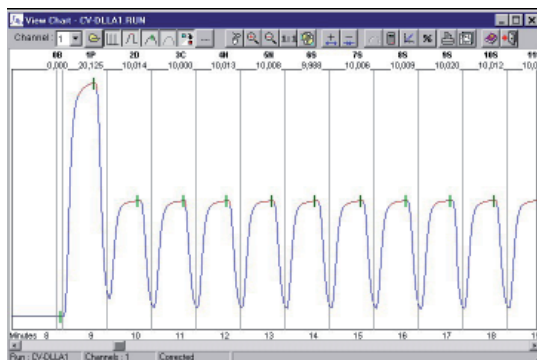 View Chart - CV-DLLA1 RUN
Channel: 1
0B 1P 2D 3C 4H 5N 6S 7S 8S 9S 10S
0,000 20,125 10,014 10,000 10,013 10,008 9,998 10,006 10,009 10,020 10,012
Minutes 8 9 10 11 12 13 14 15 16 17 18
Run : CV-DLLA1 Channels : 1 Corrected